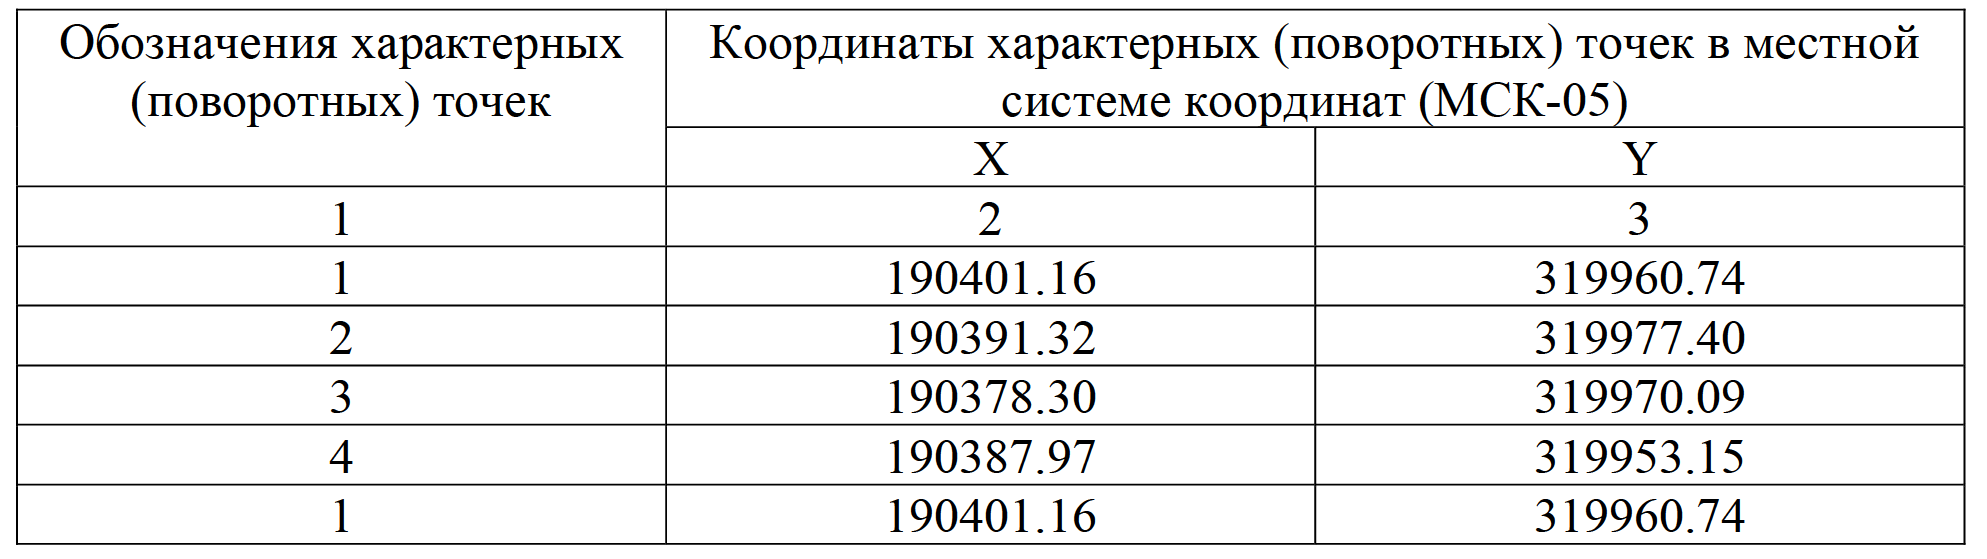 Обозначения характерных
(поворотных) точек
Координаты характерных (поворотных) точек в местной
системе координат (МСК-05)
X Y
1 2 3
1 190401.16 319960.74
2 190391.32 319977.40
3 190378.30 319970.09
4 190387.97 319953.15
1 190401.16 319960.74